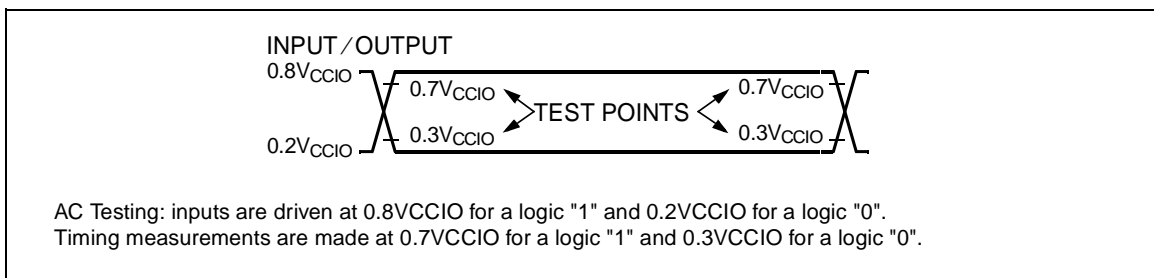 INPUT/OUTPUT
0.8VCCIO
0.7VCCIO TEST POINTS 0.7VCCIO
0.3VCCIO 0.3VCCIO
0.2VCCIO
AC Testing: inputs are driven at 0.8VCCIO for a logic "1" and 0.2VCCIO for a logic "0".
Timing measurements are made at 0.7VCCIO for a logic "1" and 0.3VCCIO for a logic "0".